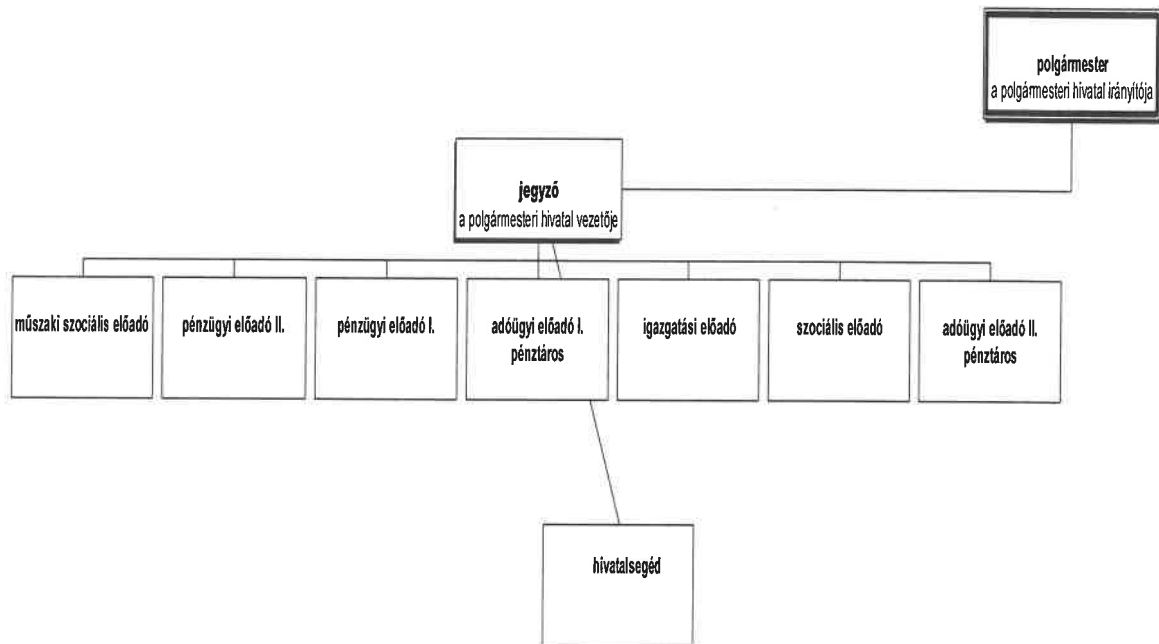 polgármester
a polgármesteri hivatal irányítója
jegyző
a polgármesteri hivatal vezetője
műszaki szociális előadó
pénzügyi előadó II.
pénzügyi előadó I.
adóügyi előadó I.
pénztáros
igazgatási előadó
szociális előadó
adóügyi előadó II.
pénztáros
hivatalsegéd